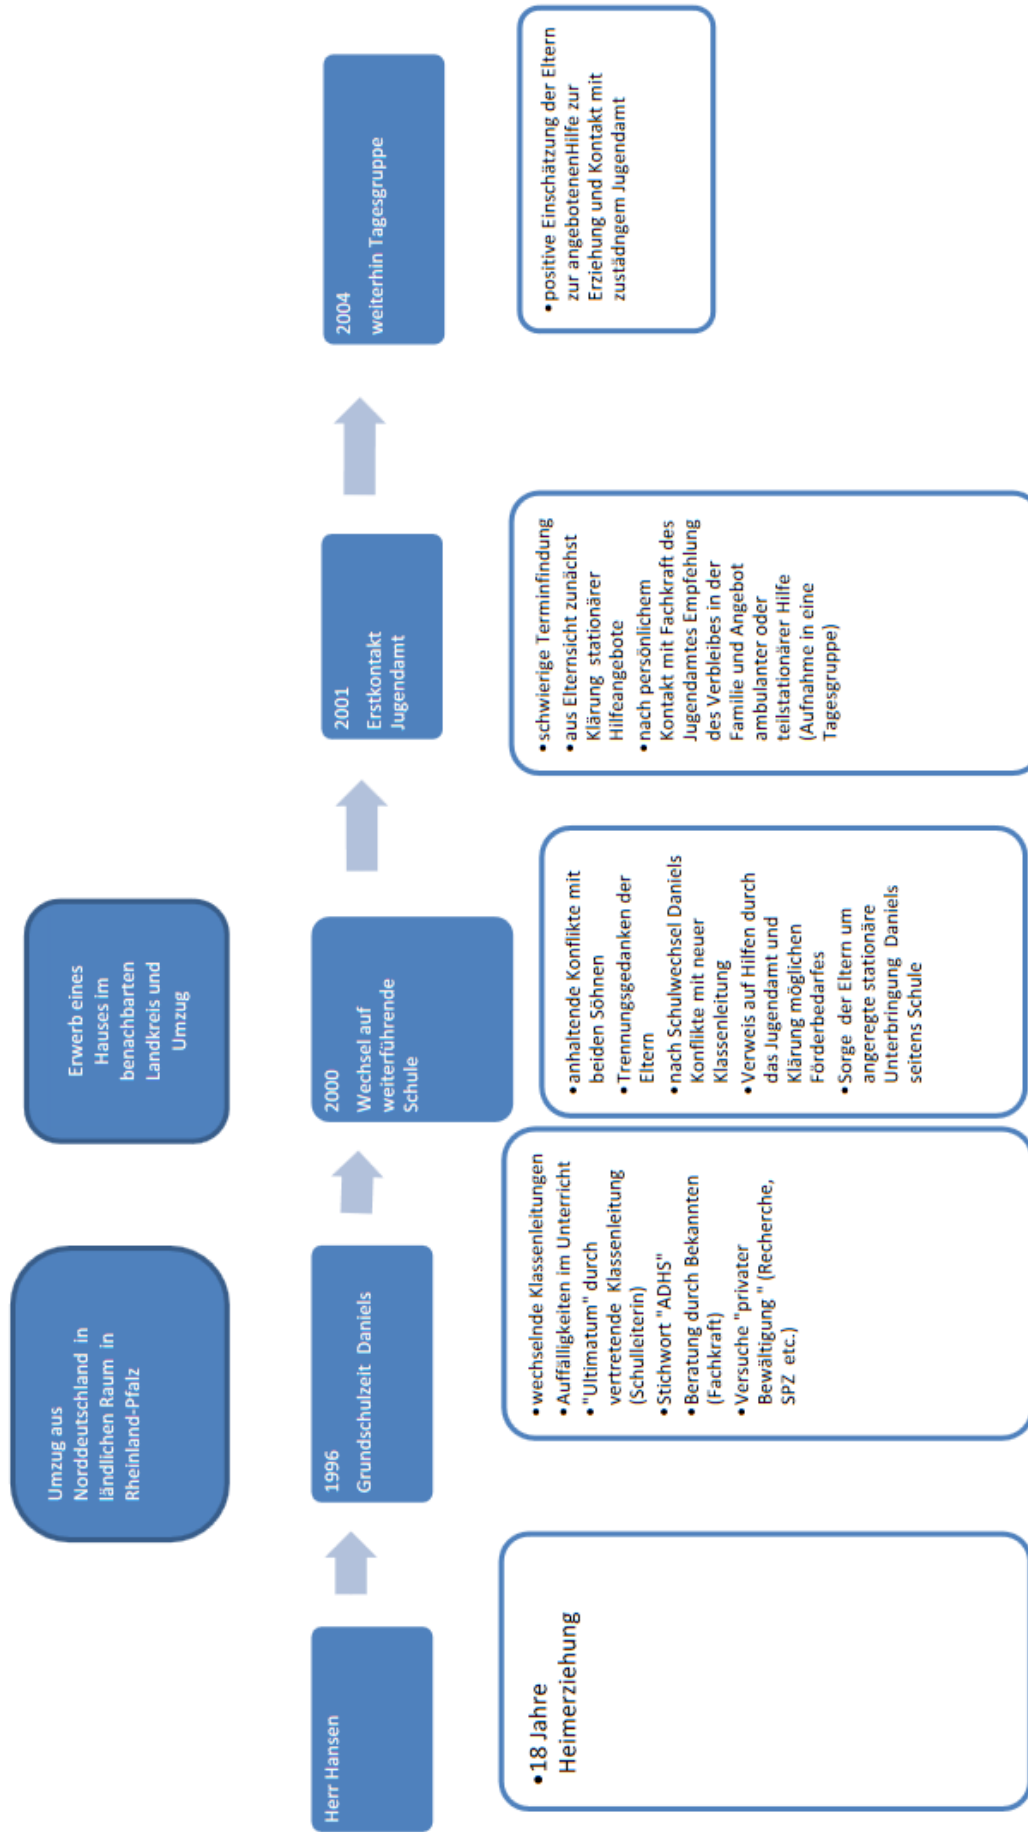 Umzug aus
Norddeutschland in
ländlichen Raum in
Rheinland-Pfalz
Erwerb eines
Hauses im
benachbarten
Landkreis und
Umzug
Herr Hansen
1996
Grundschulzeit Daniels
2000
Wechsel auf
weiterführende
Schule
2001
Erstkontakt
Jugendamt
2004
weiterhin Tagesgruppe
•18 Jahre
Heimerziehung
•wechselnde Klassenleitungen
•Auffälligkeiten im Unterricht
•"Ultimatum" durch
vertretende Klassenleitung
(Schulleiterin)
•Stichwort "ADHS"
•Beratung durch Bekannten
(Fachkraft)
•Versuche "privater
Bewältigung " (Recherche,
SPZ etc.)
•anhaltende Konflikte mit
beiden Söhnen
•Trennungsgedanken der
Eltern
•nach Schulwechsel Daniels
Konflikte mit neuer
Klassenleitung
•Verweis auf Hilfen durch
das Jugendamt und
Klärung möglichen
Förderbedarfes
•Sorge der Eltern um
angeregte stationäre
Unterbringung Daniels
seitens Schule
•schwierige Terminfindung
•aus Elternsicht zunächst
Klärung stationärer
Hilfeangebote
•nach persönlichem
Kontakt mit Fachkraft des
Jugendamtes Empfehlung
des Verbleibes in der
Familie und Angebot
ambulanter oder
teilstationärer Hilfe
(Aufnahme in eine
Tagesgruppe)
•positive Einschätzung der Eltern
zur angebotenenHilfe zur
Erziehung und Kontakt mit
zustädngem Jugendamt